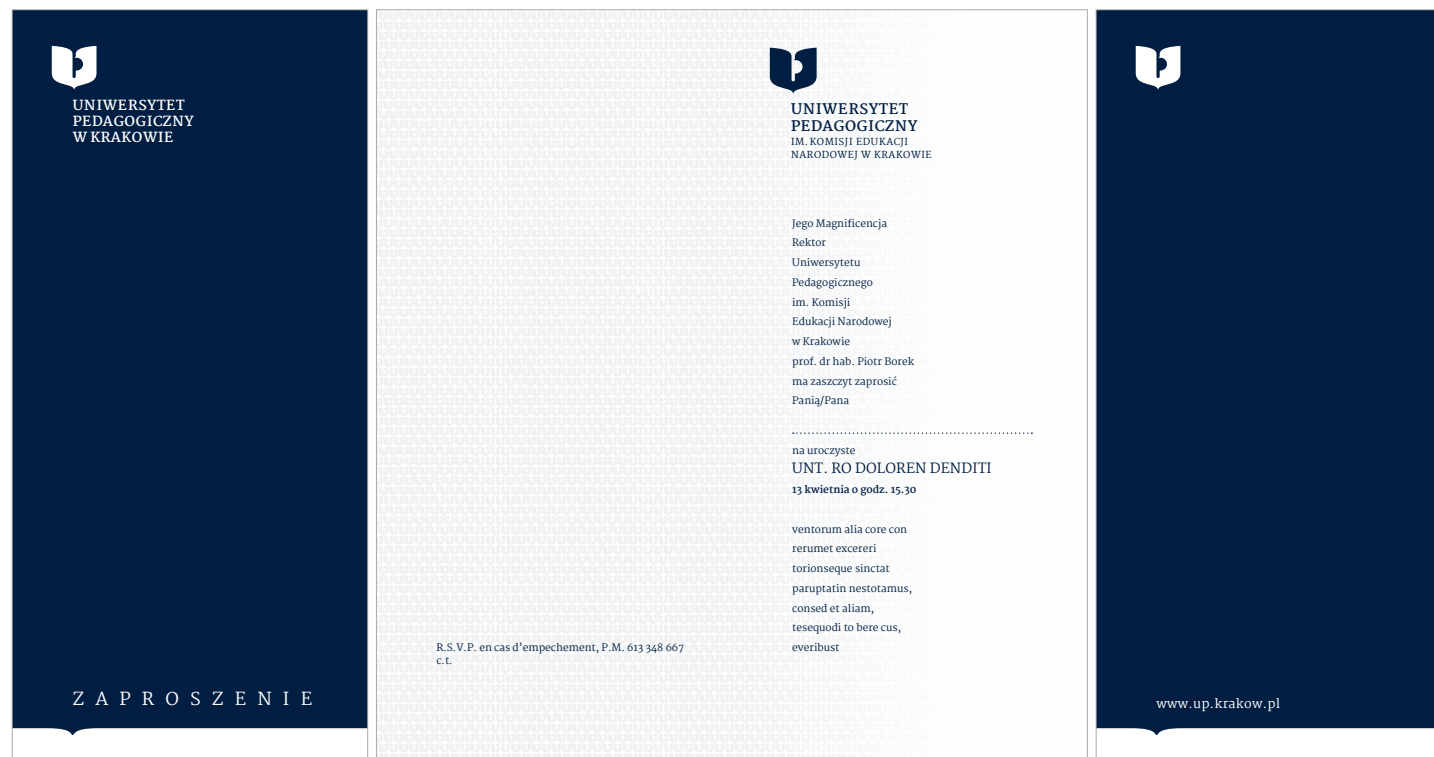 UNIWERSYTET
PEDAGOGICZNY
W KRAKOWIE
ZAPROSZENIE
R.S.V.P. en cas d’empechement, P.M. 613 348 667
c.t.
UNIWERSYTET
PEDAGOGICZNY
IM. KOMISJI EDUKACJI
NARODOWEJ W KRAKOWIE
Jego Magnificencja
Rektor
Uniwersytetu
Pedagogicznego
im. Komisji
Edukacji Narodowej
w Krakowie
prof. dr hab. Piotr Borek
ma zaszczyt zaprosić
Panią/Pana
na uroczyste
UNT. RO DOLOREN DENDITI
13 kwietnia o godz. 15.30
ventorum alia core con
rerumet excereri
torionseque sinctat
paruptatin nestotamus,
consed et aliam,
tesequodi to bere cus,
everibust
www.up.krakow.pl